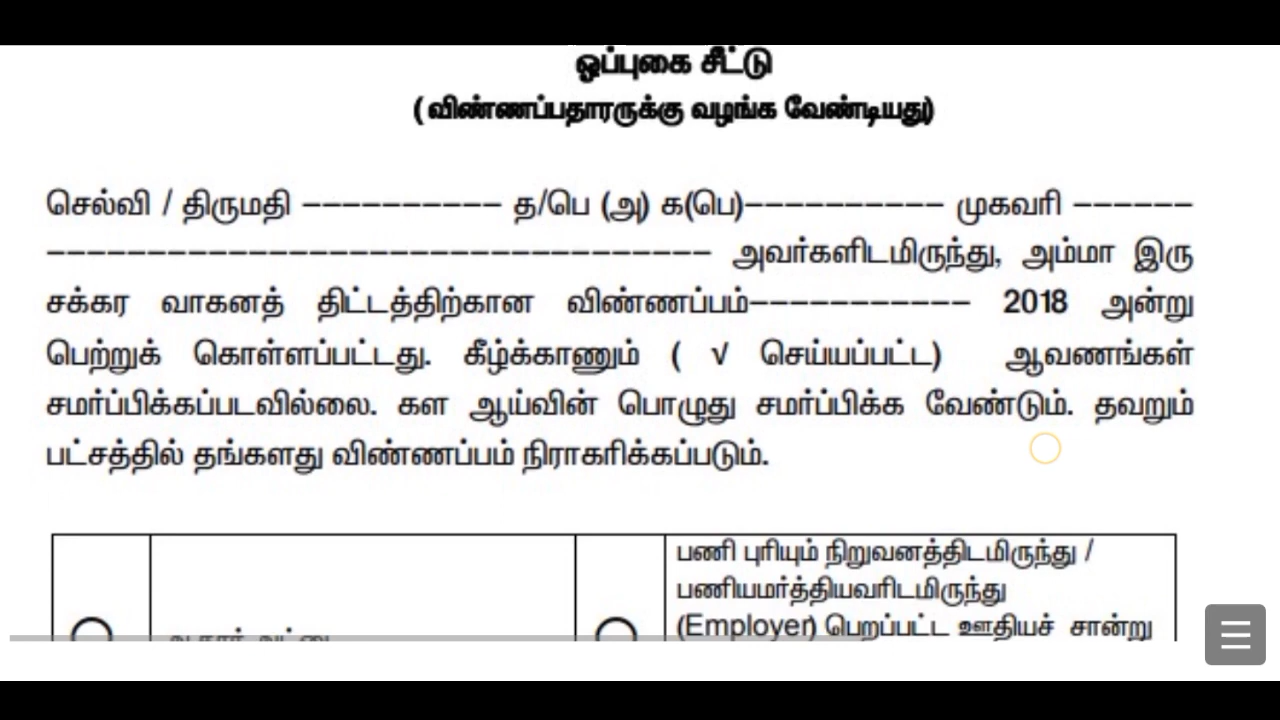 ஒப்புகை சீட்டு
(விண்ணப்பதாரருக்கு வழங்க வேண்டியது)
செல்வி / திருமதி ---------- த/பெ (அ) க(பெ)---------- முகவரி ------
--------------------------------- அவர்களிடமிருந்து, அம்மா இரு
சக்கர வாகனத் திட்டத்திற்கான விண்ணப்பம்----------- 2018 அன்று
பெற்றுக் கொள்ளப்பட்டது. கீழ்க்காணும் ( √ செய்யப்பட்ட) ஆவணங்கள்
சமர்ப்பிக்கப்படவில்லை. கள ஆய்வின் பொழுது சமர்ப்பிக்க வேண்டும். தவறும்
பட்சத்தில் தங்களது விண்ணப்பம் நிராகரிக்கப்படும்.
பணி புரியும் நிறுவனத்திடமிருந்து /
பணியமர்த்தியவரிடமிருந்து
(Employer) பெறப்பட்ட ஊதியச் சான்று